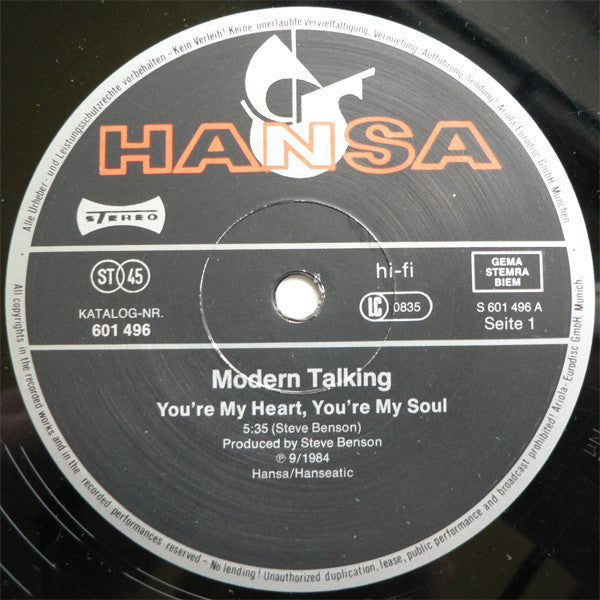 Alle Urheber- und Leistungsschutzrechte vorbehalten - Kein Verleih! Keine unerlaubte Vervielfältigung, Vermietung, Aufführung, Sendung! Ariola-Eurodisc GmbH, München.
HANSA
STEREO
ST 45
KATALOG-NR.
601 496
hi-fi
LC 0835
GEMA
STEMRA
BIEM
S 601 496 A
Seite 1
Modern Talking
You're My Heart, You're My Soul
5:35 (Steve Benson)
Produced by Steve Benson
℗ 9/1984
Hansa/Hanseatic
All copyrights in the recorded works and in the recorded performances reserved - No lending! Unauthorized duplication, lease, public performance and broadcast prohibited! Ariola-Eurodisc GmbH, Munich.